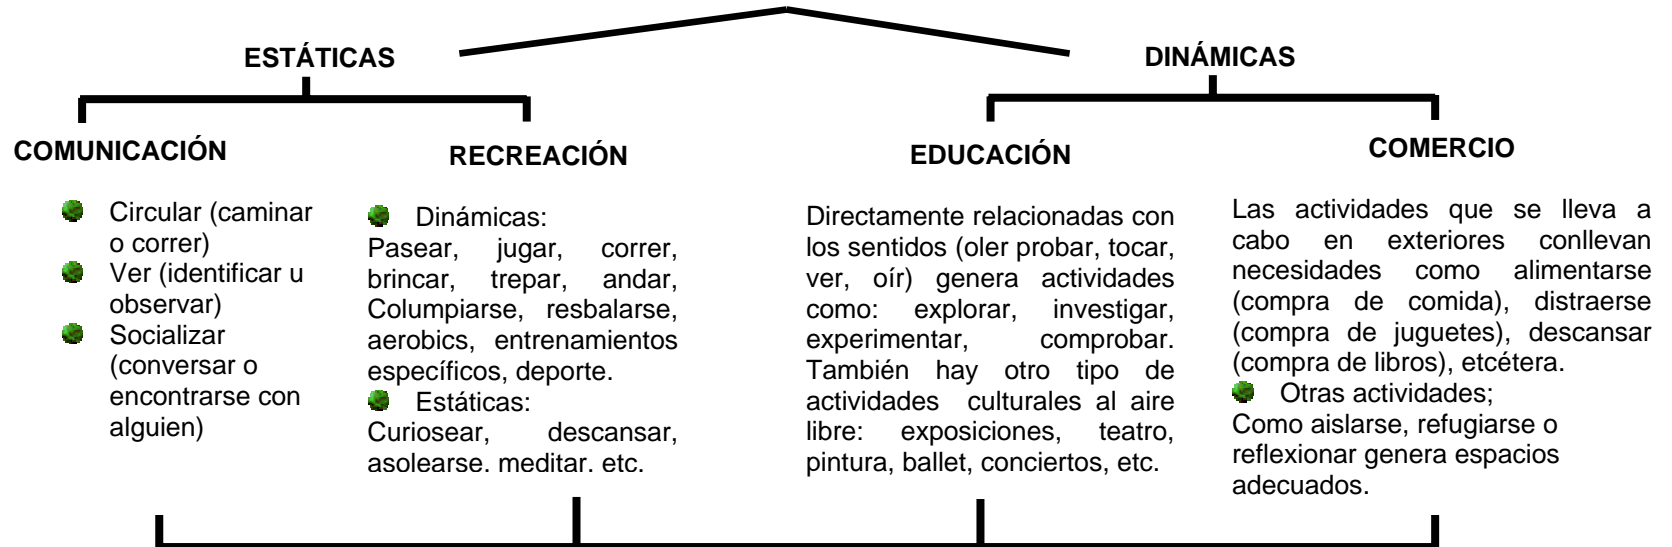 ESTÁTICAS
DINÁMICAS
COMUNICACIÓN
Circular (caminar
o correr)
Ver (identificar u
observar)
Socializar
(conversar o
encontrarse con
alguien)
RECREACIÓN
Dinámicas:
Pasear, jugar, correr,
brincar, trepar, andar,
Columpiarse, resbalarse,
aerobics, entrenamientos
específicos, deporte.
Estáticas:
Curiosear, descansar,
asolearse. meditar. etc.
EDUCACIÓN
Directamente relacionadas con
los sentidos (oler probar, tocar,
ver, oír) genera actividades
como: explorar, investigar,
experimentar, comprobar.
También hay otro tipo de
actividades culturales al aire
libre: exposiciones, teatro,
pintura, ballet, conciertos, etc.
COMERCIO
Las actividades que se lleva a
cabo en exteriores conllevan
necesidades como alimentarse
(compra de comida), distraerse
(compra de juguetes), descansar
(compra de libros), etcétera.
Otras actividades;
Como aislarse, refugiarse o
reflexionar genera espacios
adecuados.